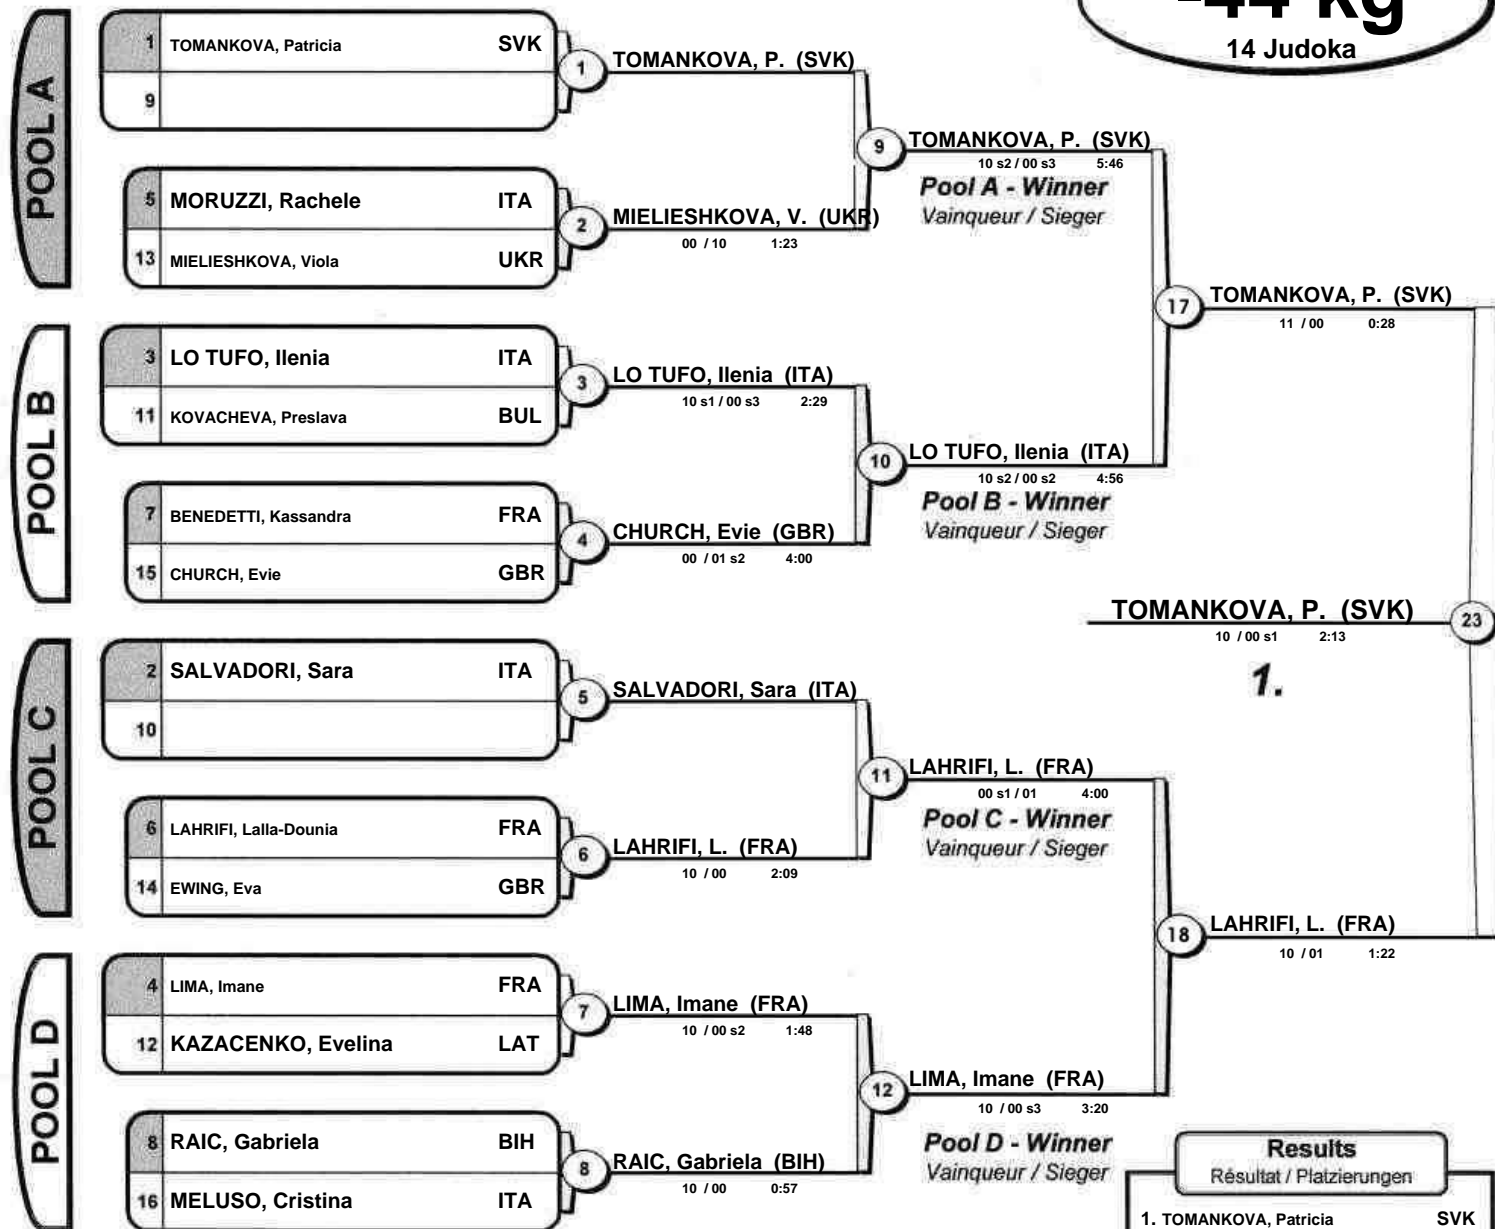 -44 kg
14 Judoka
POOL A
1 TOMANKOVA, Patricia SVK
9
1
TOMANKOVA, P. (SVK)
5 MORUZZI, Rachele ITA
13 MIELIESHKOVA, Viola UKR
2
MIELIESHKOVA, V. (UKR)
00 / 10 1:23
9
TOMANKOVA, P. (SVK)
10 s2 / 00 s3 5:46
Pool A - Winner
Vainqueur / Sieger
POOL B
3 LO TUFO, Ilenia ITA
11 KOVACHEVA, Preslava BUL
3
LO TUFO, Ilenia (ITA)
10 s1 / 00 s3 2:29
7 BENEDETTI, Kassandra FRA
15 CHURCH, Evie GBR
4
CHURCH, Evie (GBR)
00 / 01 s2 4:00
10
LO TUFO, Ilenia (ITA)
10 s2 / 00 s2 4:56
Pool B - Winner
Vainqueur / Sieger
17
TOMANKOVA, P. (SVK)
11 / 00 0:28
TOMANKOVA, P. (SVK)
10 / 00 s1 2:13
23
1.
POOL C
2 SALVADORI, Sara ITA
10
5
SALVADORI, Sara (ITA)
6 LAHRIFI, Lalla-Dounia FRA
14 EWING, Eva GBR
6
LAHRIFI, L. (FRA)
10 / 00 2:09
11
LAHRIFI, L. (FRA)
00 s1 / 01 4:00
Pool C - Winner
Vainqueur / Sieger
18
LAHRIFI, L. (FRA)
10 / 01 1:22
POOL D
4 LIMA, Imane FRA
12 KAZACENKO, Evelina LAT
7
LIMA, Imane (FRA)
10 / 00 s2 1:48
8 RAIC, Gabriela BIH
16 MELUSO, Cristina ITA
8
RAIC, Gabriela (BIH)
10 / 00 0:57
12
LIMA, Imane (FRA)
10 / 00 s3 3:20
Pool D - Winner
Vainqueur / Sieger
Results
Résultat / Platzierungen
1. TOMANKOVA, Patricia SVK